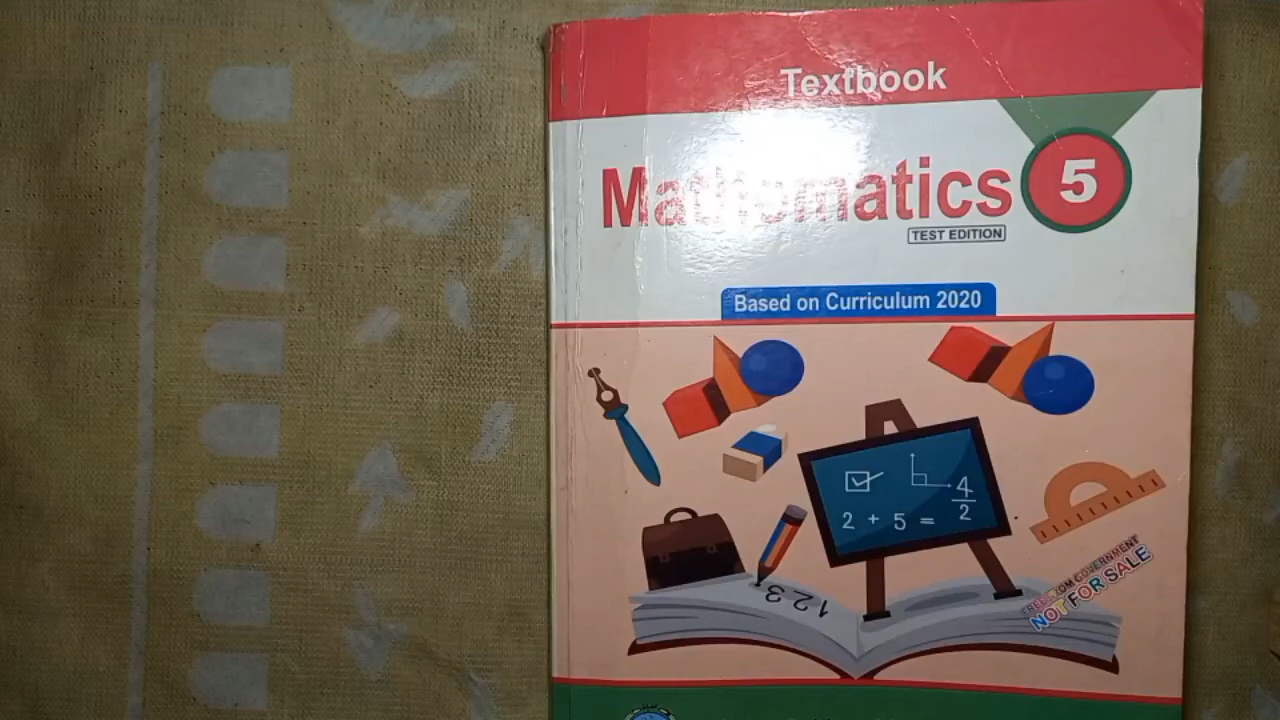 Textbook
Mathematics 5
TEST EDITION
Based on Curriculum 2020
2 + 5 = 4/2
123
FREE FROM GOVERNMENT
NOT FOR SALE